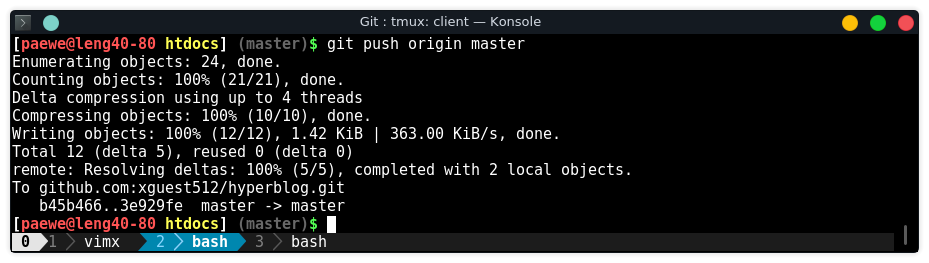 Git : tmux: client — Konsole
[paewe@leng40-80 htdocs] (master)$ git push origin master
Enumerating objects: 24, done.
Counting objects: 100% (21/21), done.
Delta compression using up to 4 threads
Compressing objects: 100% (10/10), done.
Writing objects: 100% (12/12), 1.42 KiB | 363.00 KiB/s, done.
Total 12 (delta 5), reused 0 (delta 0)
remote: Resolving deltas: 100% (5/5), completed with 2 local objects.
To github.com:xguest512/hyperblog.git
   b45b466..3e929fe  master -> master
[paewe@leng40-80 htdocs] (master)$
0 1 vimx 2 bash 3 bash